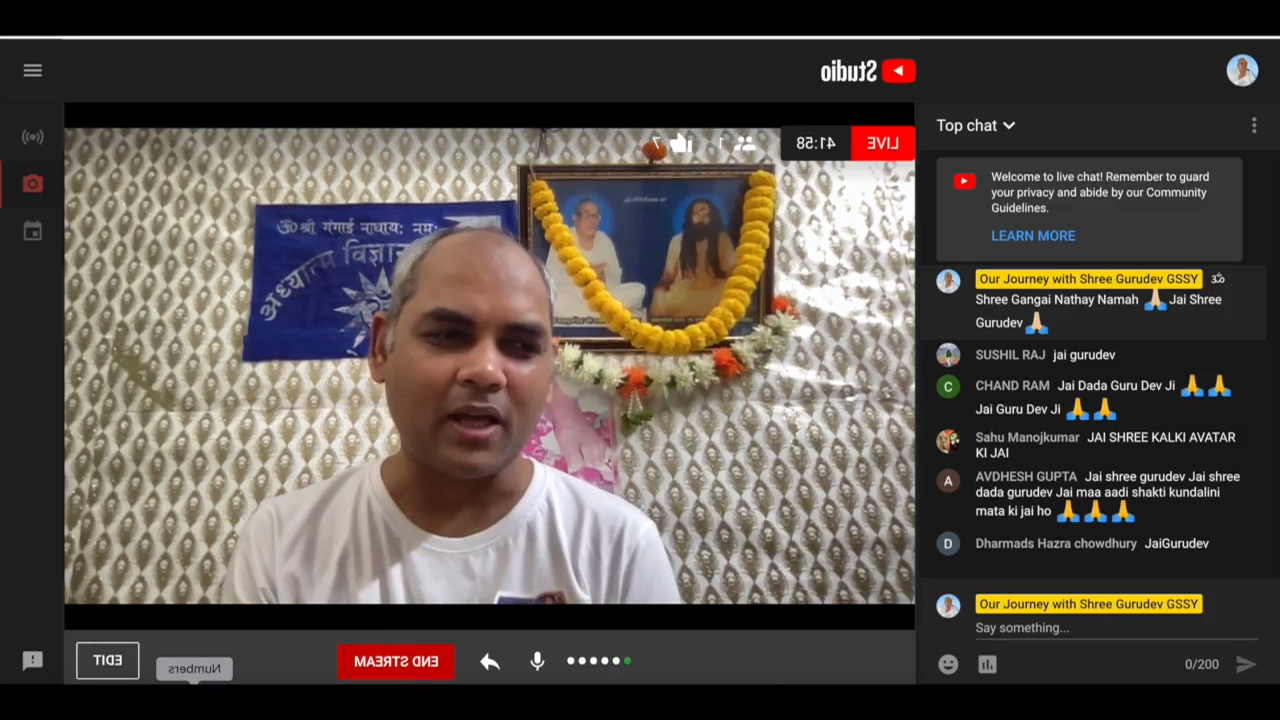 Studio
LIVE
41:58
1
7
ॐ श्री गंगाई नाथाय: नम:
अध्यात्म विज्ञान
EDIT
Numbers
END STREAM
Top chat
Welcome to live chat! Remember to guard
your privacy and abide by our Community
Guidelines.
LEARN MORE
Our Journey with Shree Gurudev GSSY ॐ
Shree Gangai Nathay Namah 🙏🏻 Jai Shree
Gurudev 🙏🏻
SUSHIL RAJ jai gurudev
C
CHAND RAM Jai Dada Guru Dev Ji 🙏 🙏
Jai Guru Dev Ji 🙏 🙏
Sahu Manojkumar JAI SHREE KALKI AVATAR
KI JAI
A
AVDHESH GUPTA Jai shree gurudev Jai shree
dada gurudev Jai maa aadi shakti kundalini
mata ki jai ho 🙏 🙏 🙏
D
Dharmads Hazra chowdhury JaiGurudev
Our Journey with Shree Gurudev GSSY
Say something...
0/200